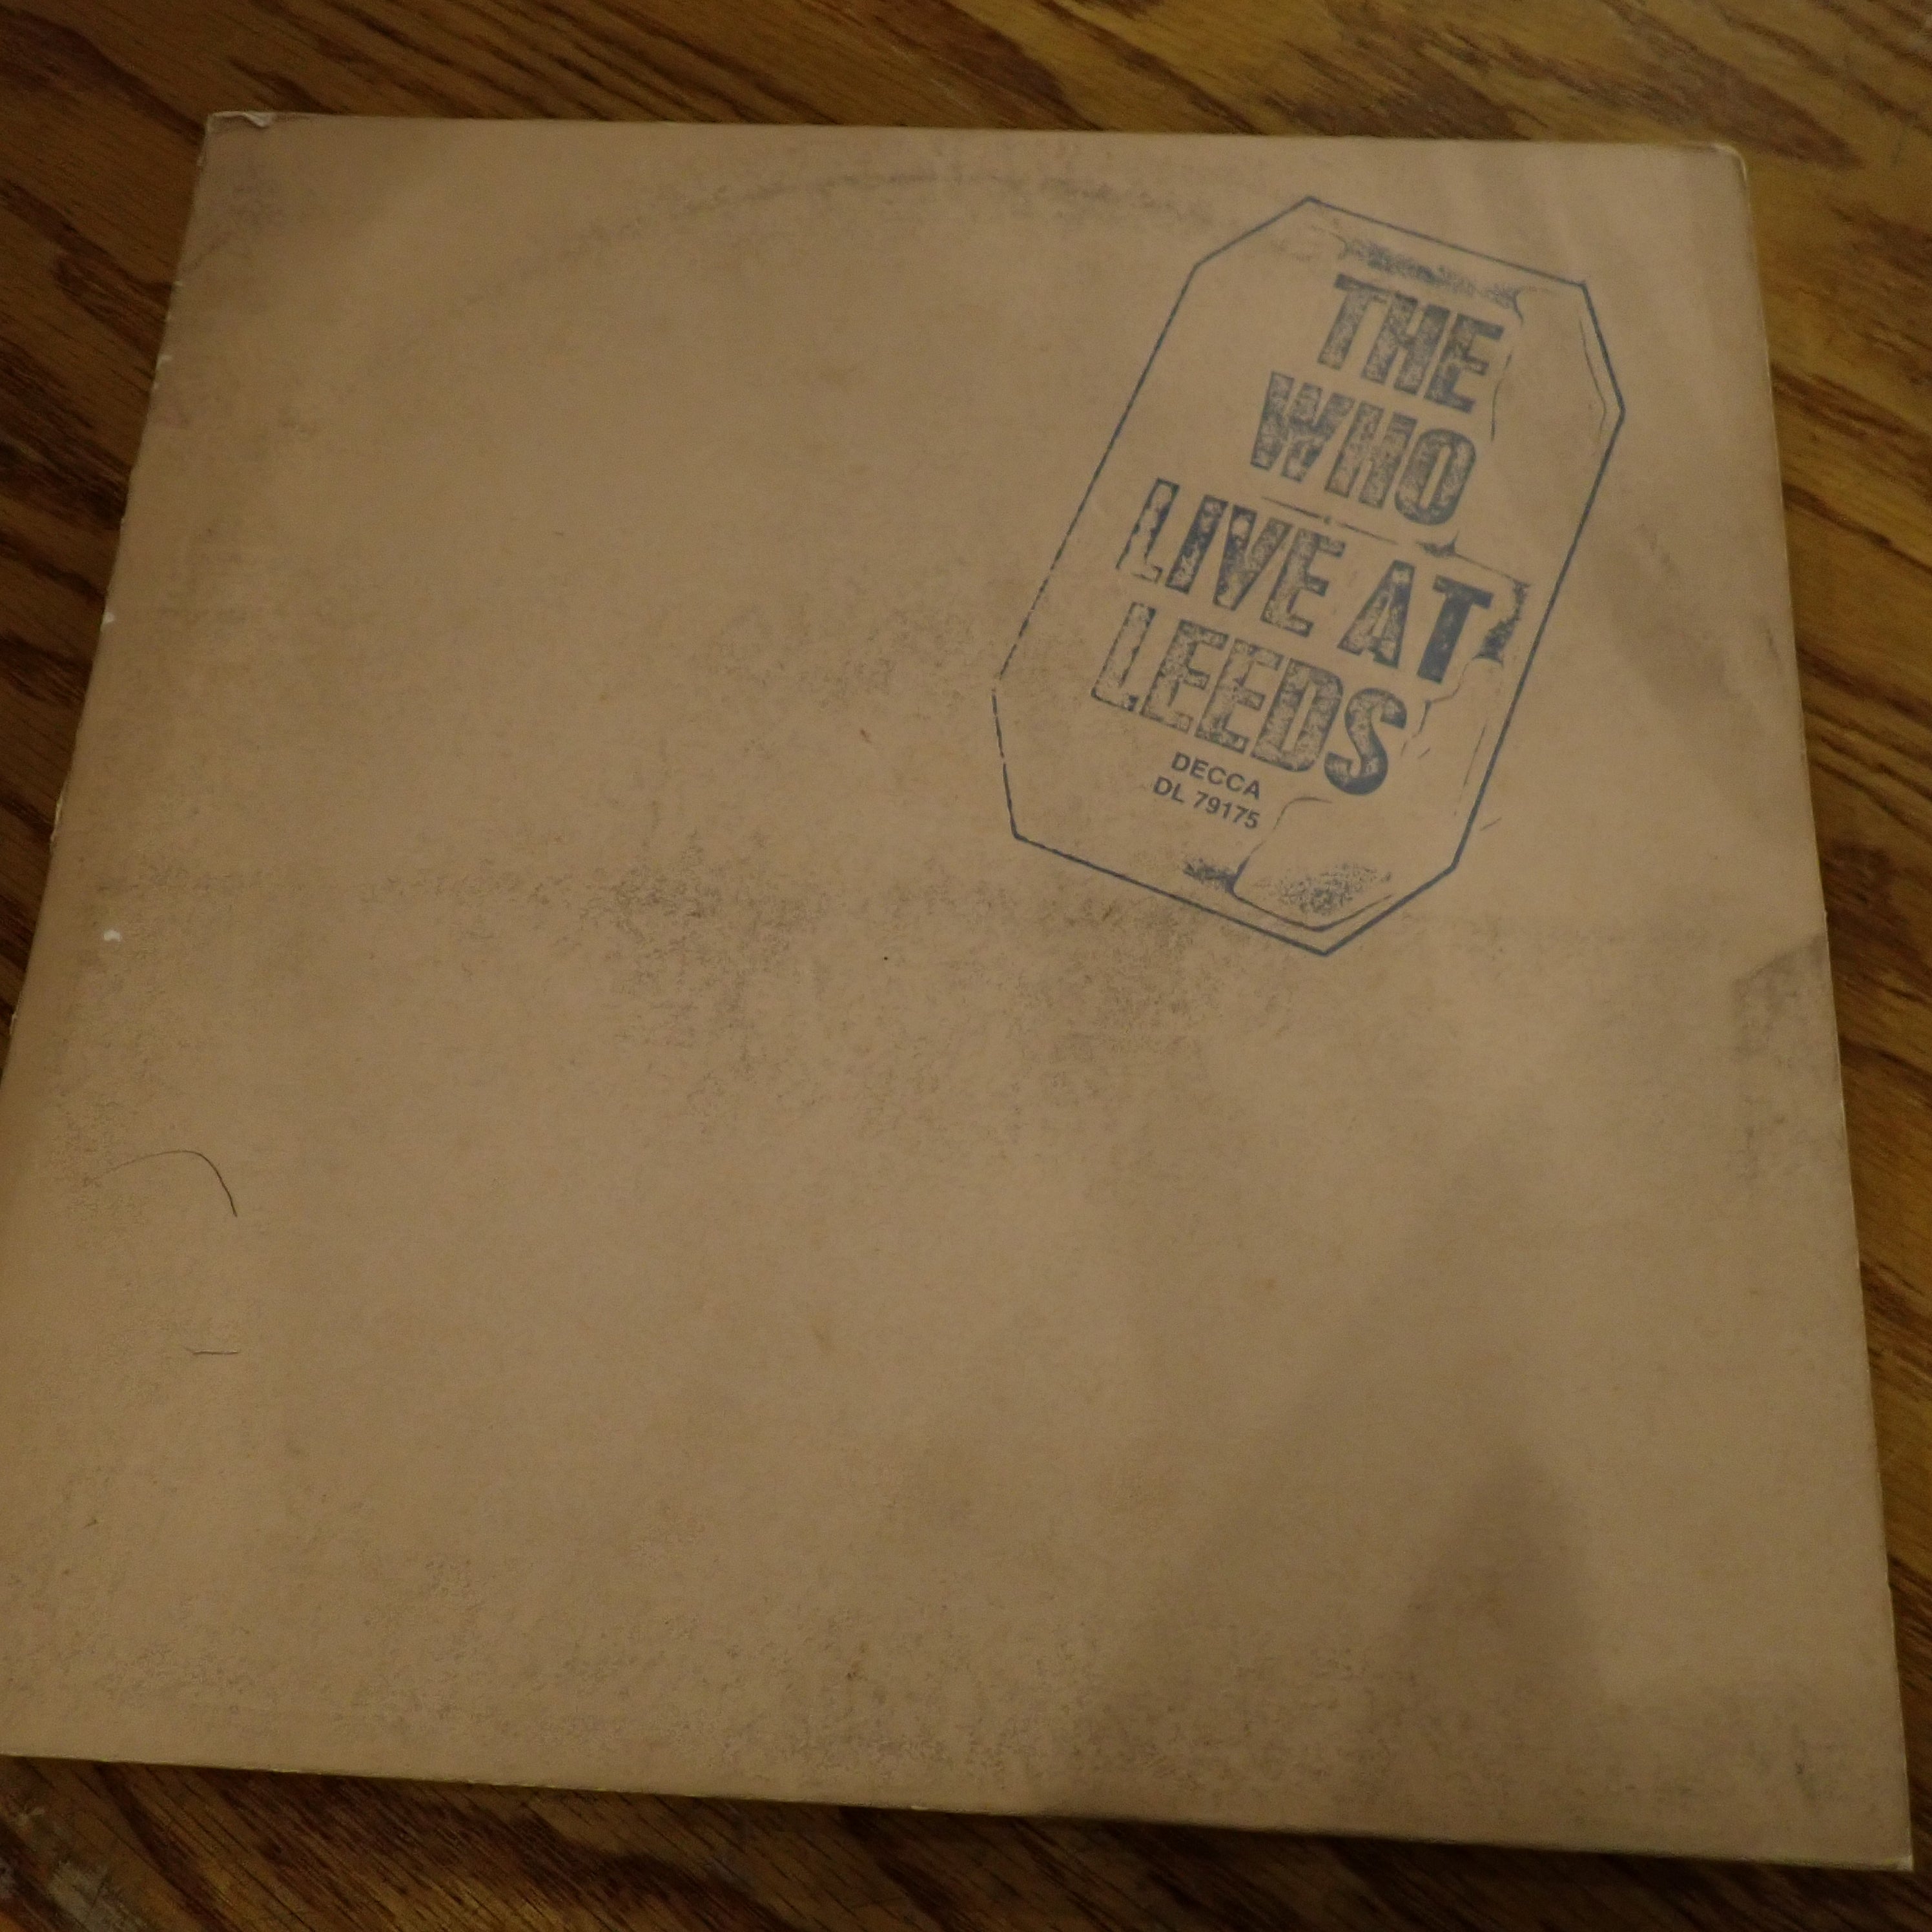 THE
WHO
LIVE AT
LEEDS
DECCA
DL 79175